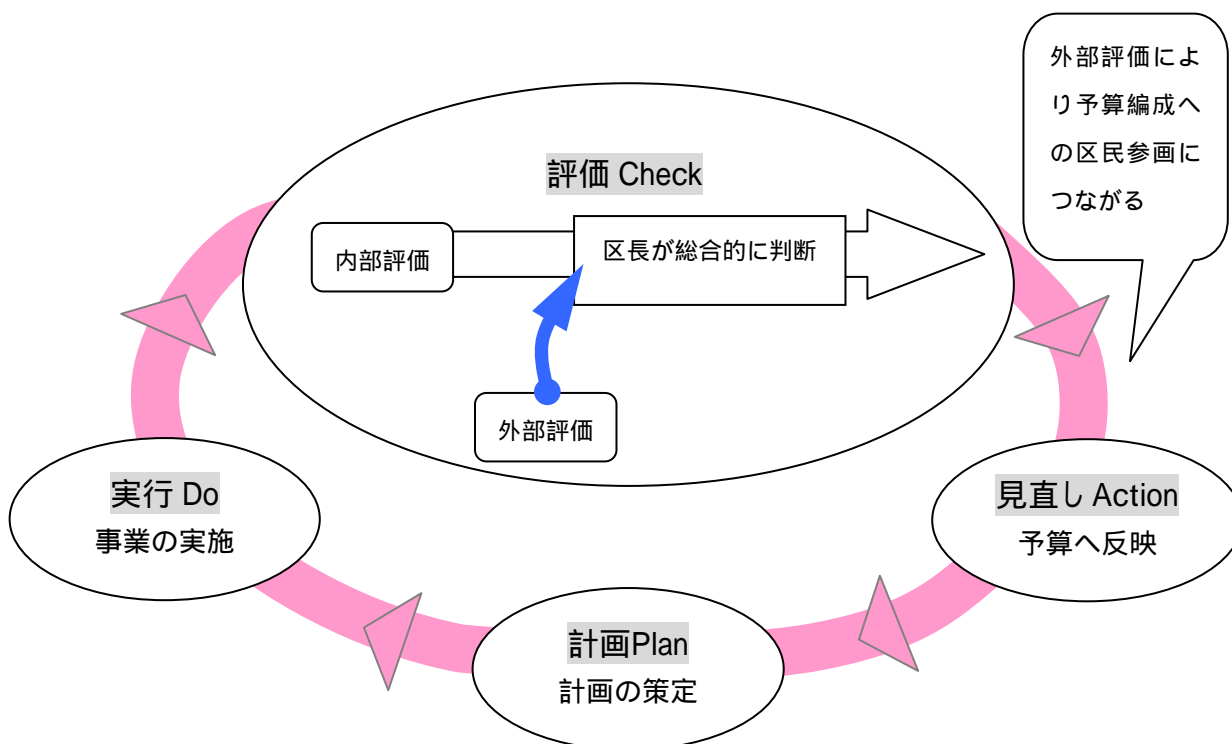 外部評価によ
り予算編成へ
の区民参画に
つながる
評価 Check
内部評価
区長が総合的に判断
外部評価
実行 Do
事業の実施
見直し Action
予算へ反映
計画Plan
計画の策定